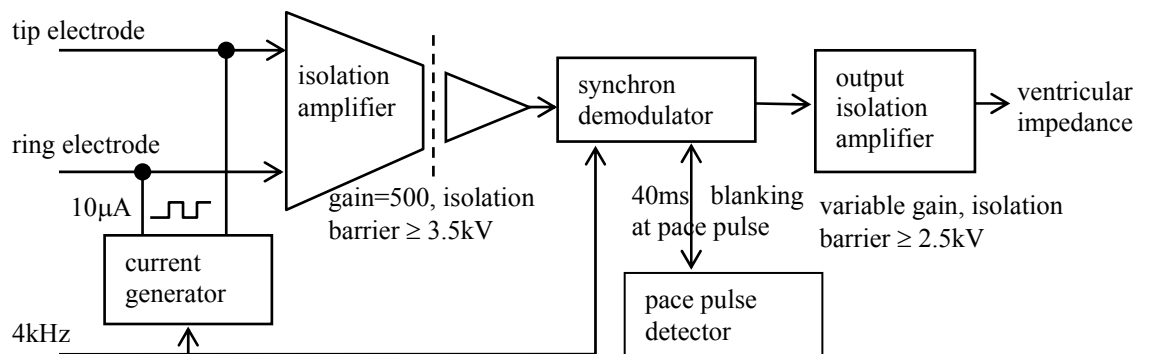 tip electrode
isolation
amplifier
synchron
demodulator
output
isolation
amplifier
ventricular
impedance
ring electrode
10μA
gain=500, isolation
barrier ≥ 3.5kV
40ms blanking
at pace pulse
variable gain, isolation
barrier ≥ 2.5kV
current
generator
pace pulse
detector
4kHz